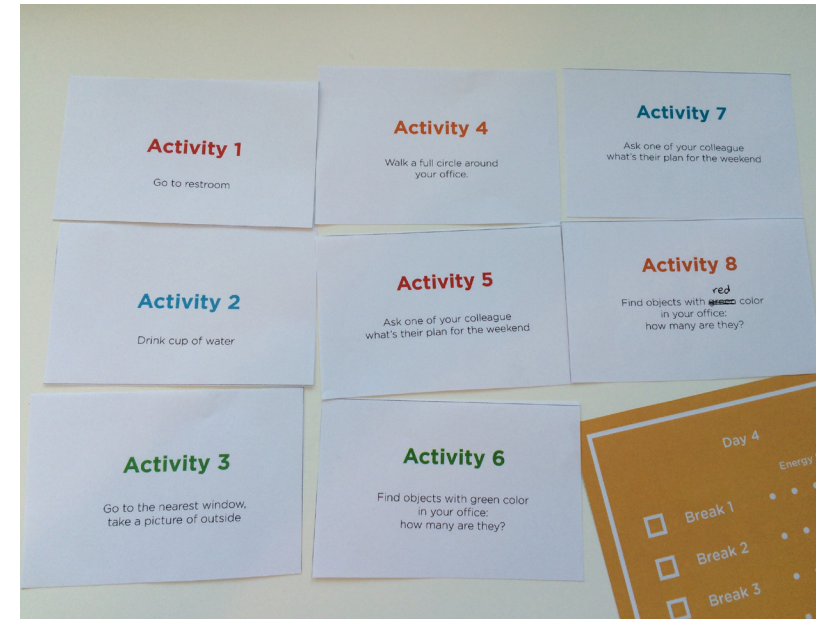 Activity 1
Go to restroom
Activity 2
Drink cup of water
Activity 3
Go to the nearest window,
take a picture of outside
Activity 4
Walk a full circle around
your office.
Activity 5
Ask one of your colleague
what's their plan for the weekend
Activity 6
Find objects with green color
in your office:
how many are they?
Activity 7
Ask one of your colleague
what's their plan for the weekend
Activity 8
red
Find objects with green color
in your office:
how many are they?
Day 4
Energy
Break 1
Break 2
Break 3